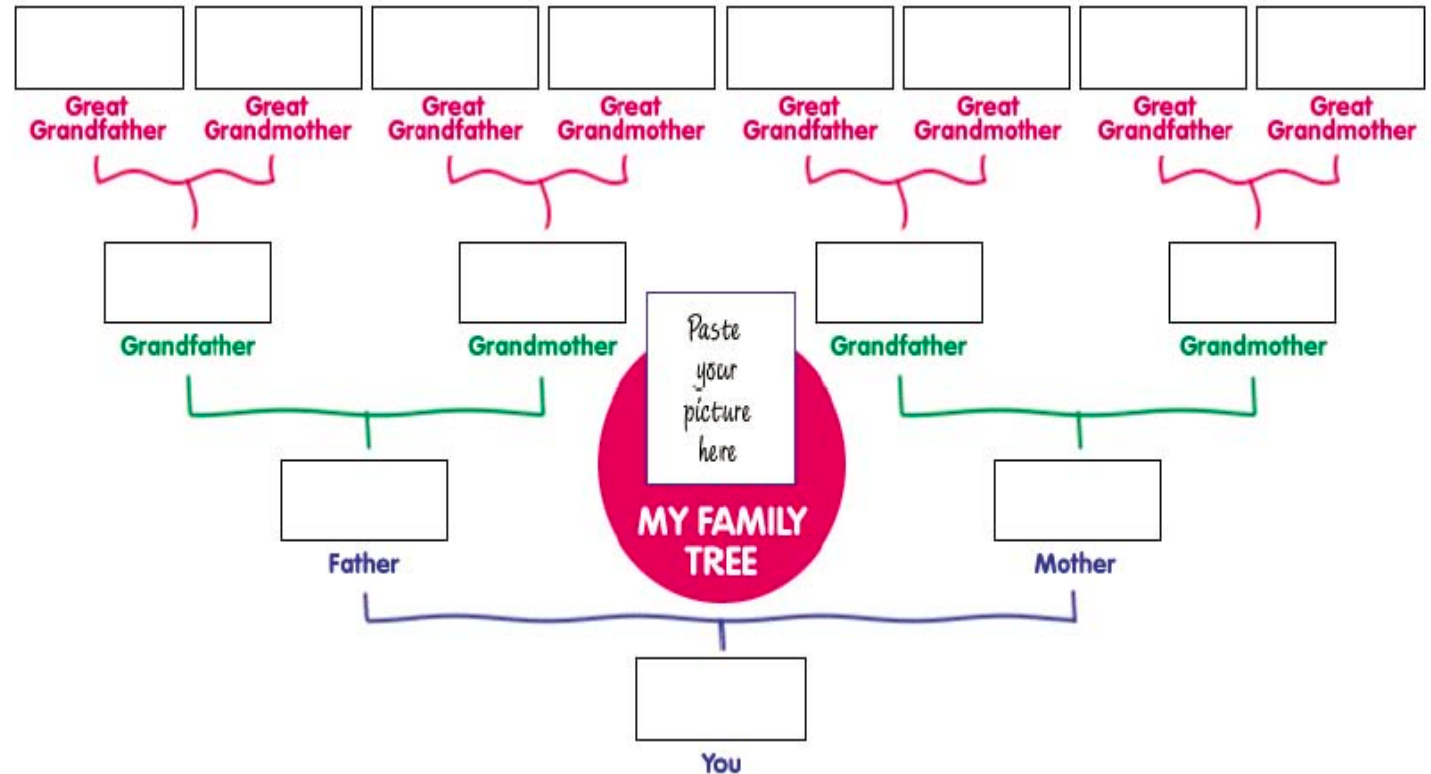 Great Grandfather
Great Grandmother
Great Grandfather
Great Grandmother
Great Grandfather
Great Grandmother
Great Grandfather
Great Grandmother
Grandfather
Grandmother
Grandfather
Grandmother
Paste
your
picture
here
MY FAMILY
TREE
Father
Mother
You